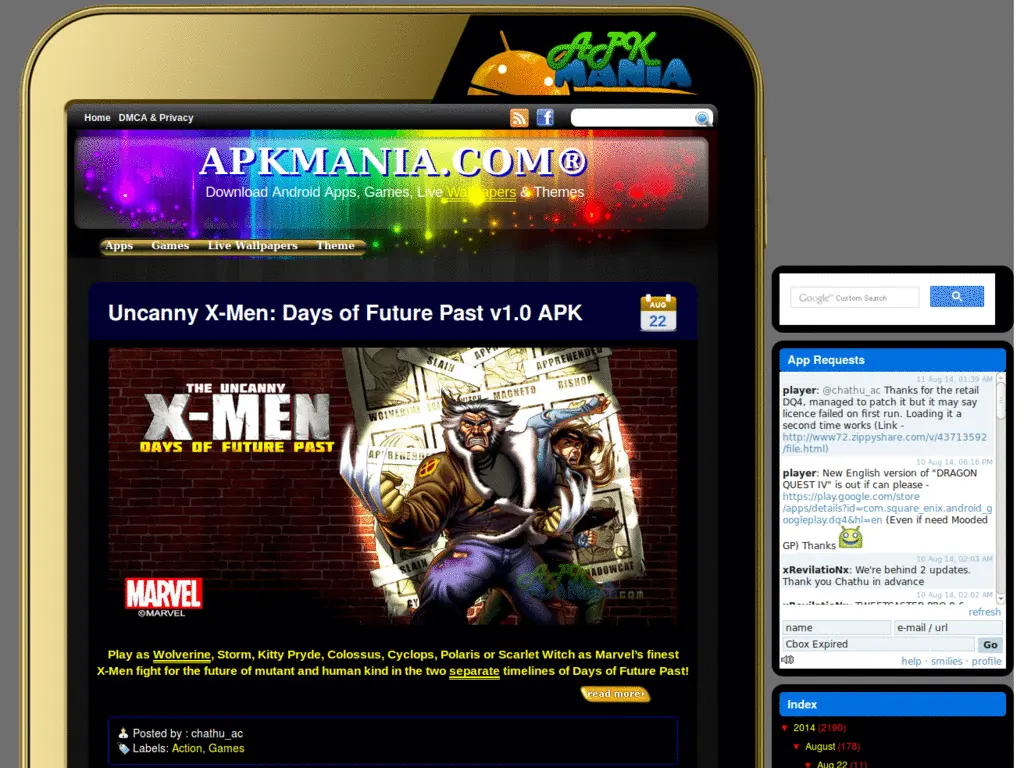 APK
MANIA
Home DMCA & Privacy
APKMANIA.COM®
Download Android Apps, Games, Live Wallpapers & Themes
Apps Games Live Wallpapers Theme
Uncanny X-Men: Days of Future Past v1.0 APK
AUG
22
SLAIN
APPREHENDED
WOLVERINE
MAGNETO
BISHOP
THE UNCANNY
X-MEN
DAYS OF FUTURE PAST
SLAIN
SHADOWCAT
MARVEL
©MARVEL
Play as Wolverine, Storm, Kitty Pryde, Colossus, Cyclops, Polaris or Scarlet Witch as Marvel's finest
X-Men fight for the future of mutant and human kind in the two separate timelines of Days of Future Past!
read more
Posted by : chathu_ac
Labels: Action, Games
Google™ Custom Search
App Requests
11 Aug 14, 01:39 AM
player: @chathu_ac Thanks for the retail
DQ4, managed to patch it but it may say
licence failed on first run. Loading it a
second time works (Link -
http://www72.zippyshare.com/v/43713592
/file.html)
10 Aug 14, 06:16 PM
player: New English version of "DRAGON
QUEST IV" is out if can please -
https://play.google.com/store
/apps/details?id=com.square_enix.android_g
oogleplay.dq4&hl=en (Even if need Mooded
GP) Thanks
10 Aug 14, 02:03 AM
xRevilatioNx: We're behind 2 updates.
Thank you Chathu in advance
10 Aug 14, 02:02 AM
refresh
name e-mail / url
Cbox Expired Go
help · smilies · profile
Index
2014 (2190)
August (178)
Aug 22 (11)